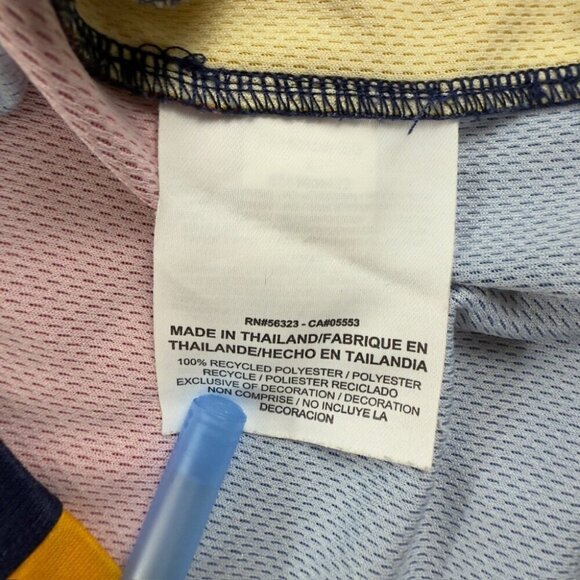 RN#56323 - CA#05553
MADE IN THAILAND/FABRIQUE EN
THAILANDE/HECHO EN TAILANDIA
100% RECYCLED POLYESTER / POLYESTER
RECYCLE / POLIESTER RECICLADO
EXCLUSIVE OF DECORATION / DECORATION
NON COMPRISE / NO INCLUYE LA
DECORACION